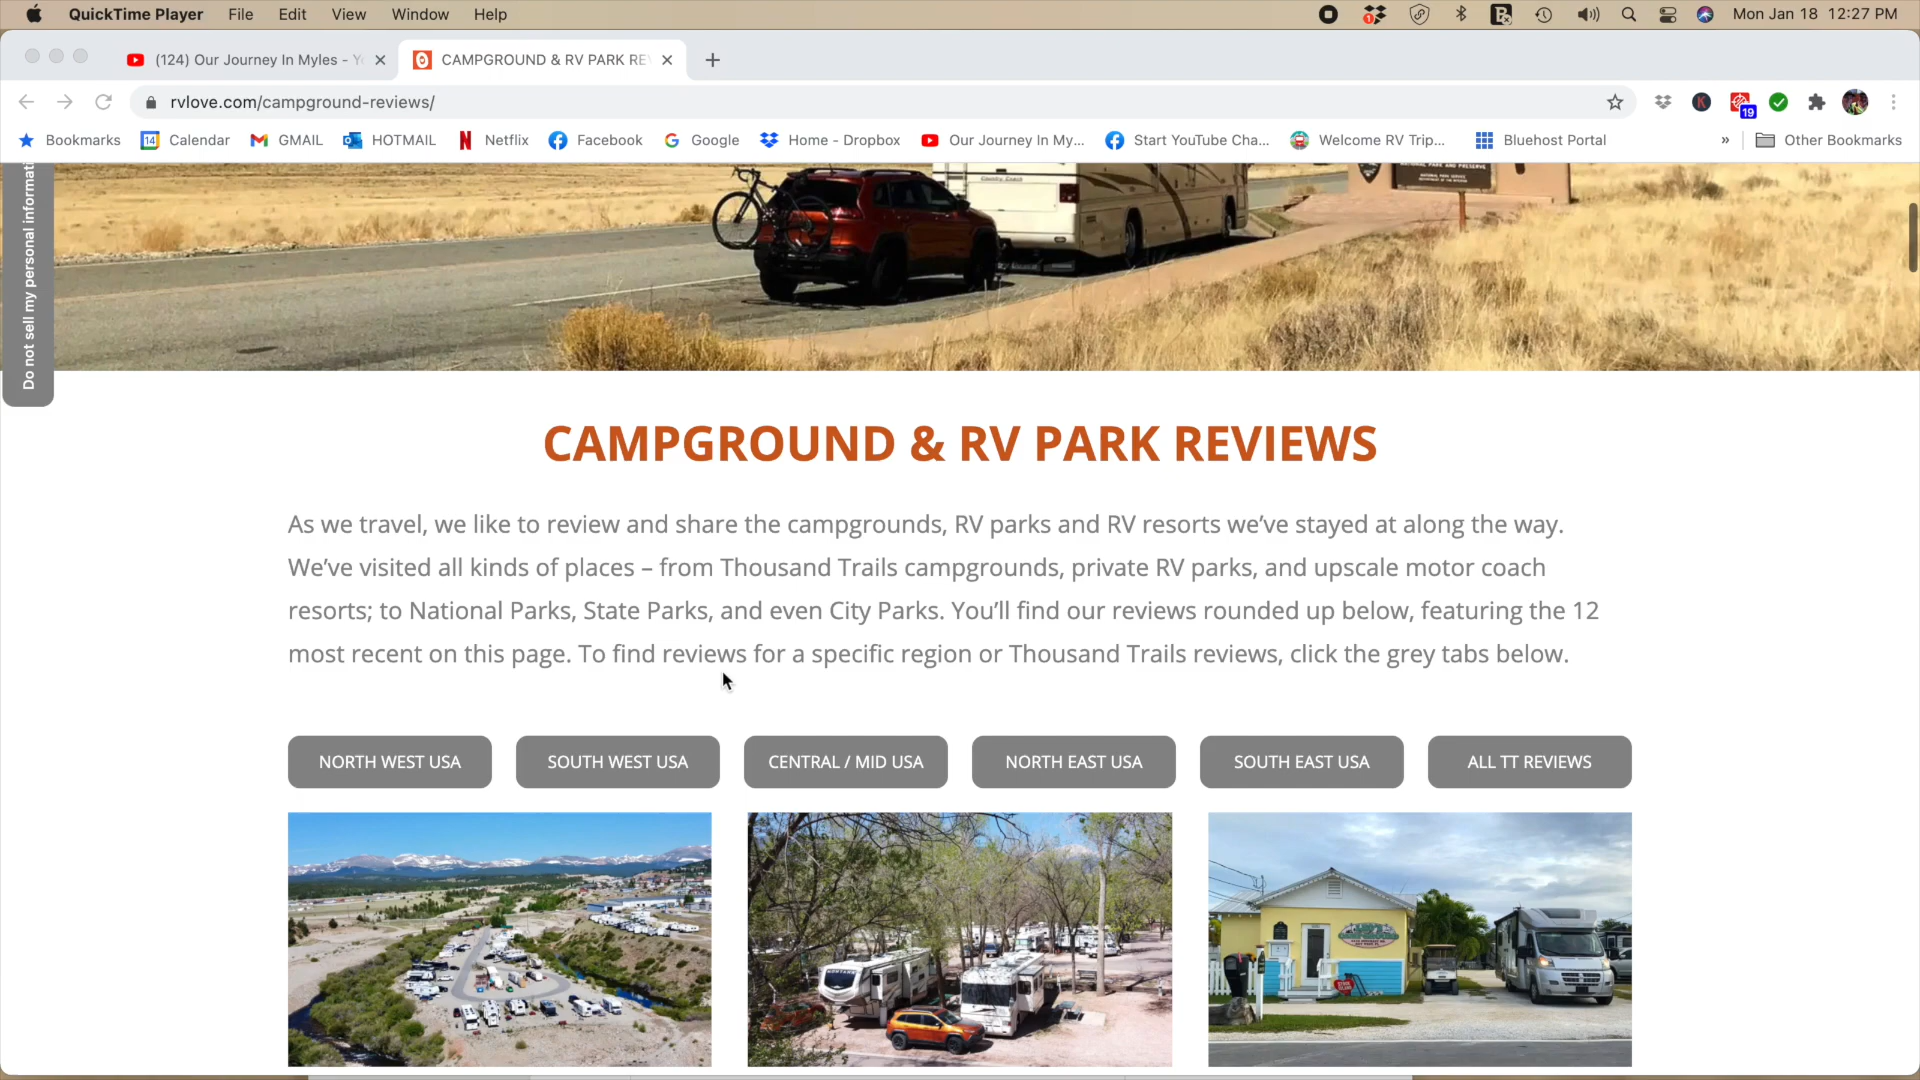 QuickTime Player File Edit View Window Help Mon Jan 18 12:27 PM
(124) Our Journey In Myles - Y
CAMPGROUND & RV PARK RE
rvlove.com/campground-reviews/
19
Bookmarks Calendar GMAIL HOTMAIL Netflix Facebook Google Home - Dropbox Our Journey In My... Start YouTube Cha... Welcome RV Trip... Bluehost Portal » Other Bookmarks
Do not sell my personal informati
NATIONAL PARK AND PRESERVE
CAMPGROUND & RV PARK REVIEWS
As we travel, we like to review and share the campgrounds, RV parks and RV resorts we’ve stayed at along the way.
We’ve visited all kinds of places – from Thousand Trails campgrounds, private RV parks, and upscale motor coach
resorts; to National Parks, State Parks, and even City Parks. You’ll find our reviews rounded up below, featuring the 12
most recent on this page. To find reviews for a specific region or Thousand Trails reviews, click the grey tabs below.
NORTH WEST USA SOUTH WEST USA CENTRAL / MID USA NORTH EAST USA SOUTH EAST USA ALL TT REVIEWS
MONTANA